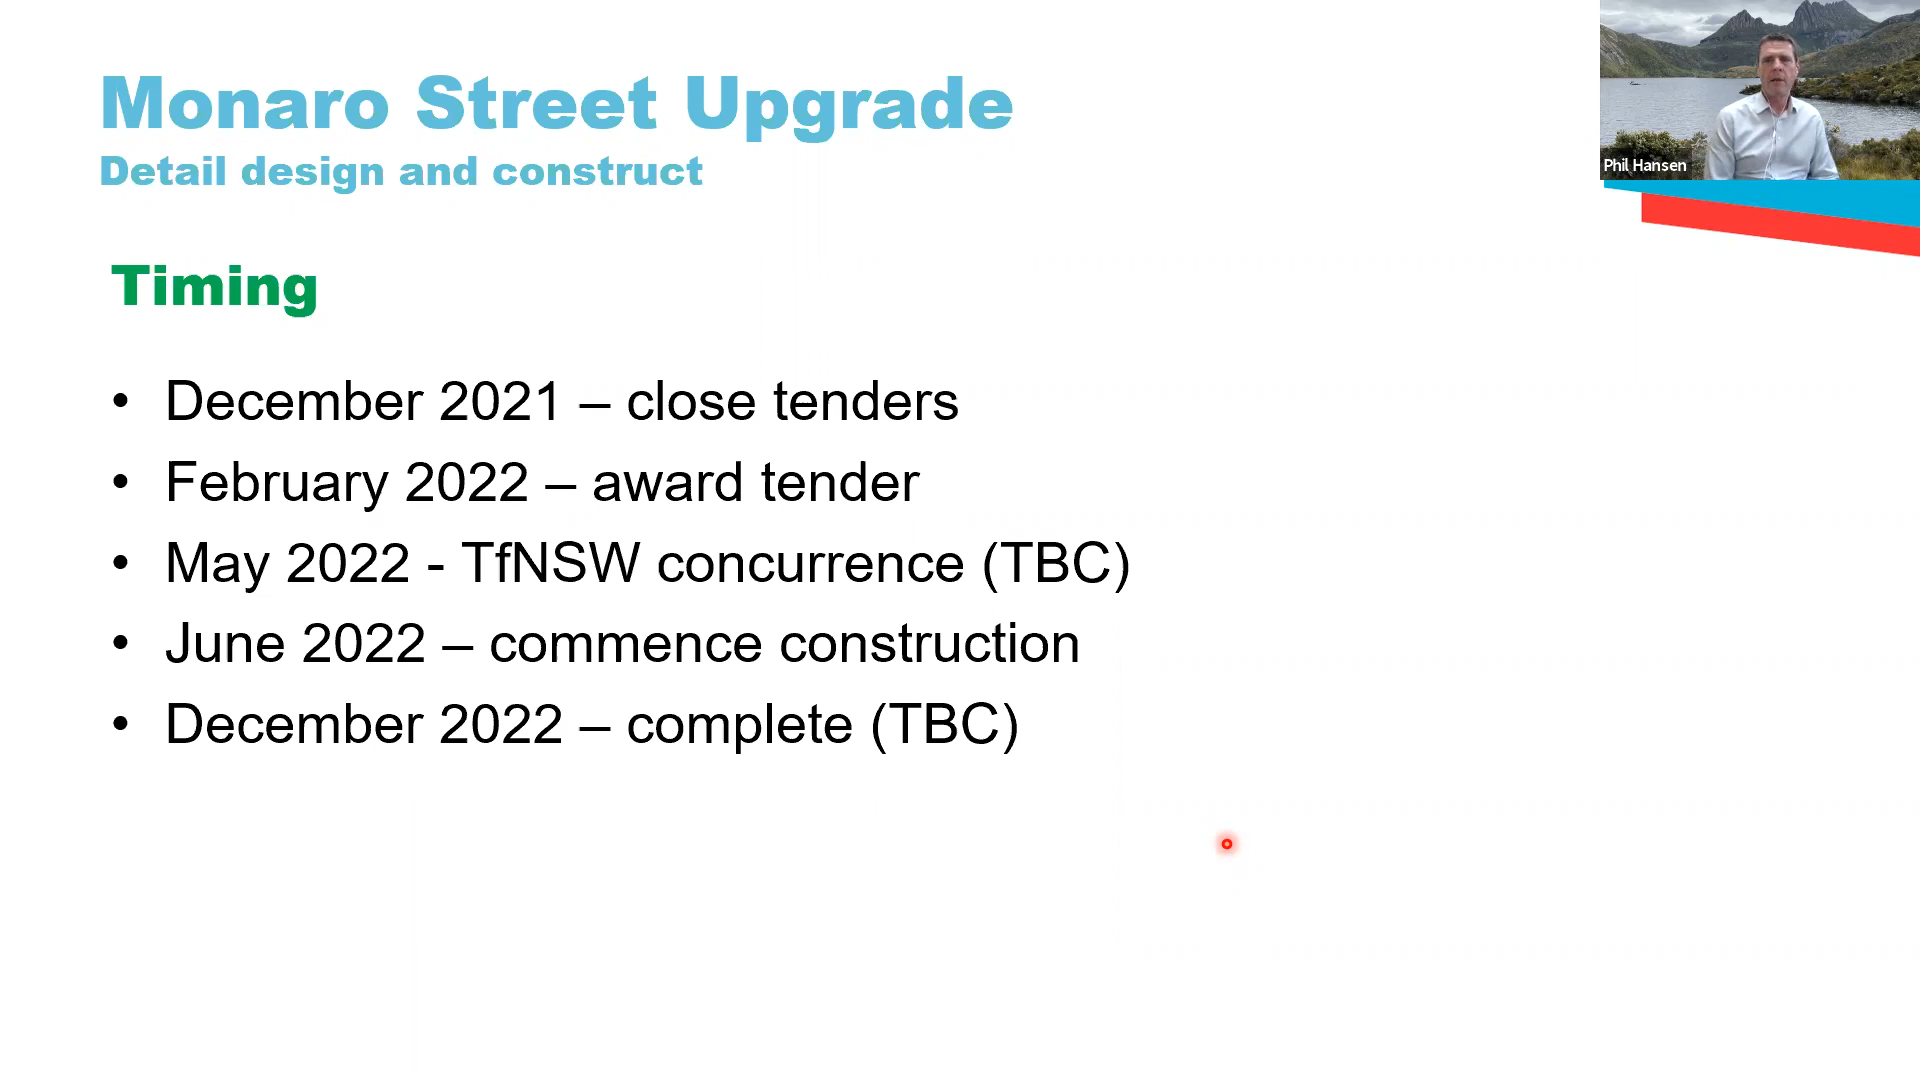 Monaro Street Upgrade
Detail design and construct
Phil Hansen
Timing
• December 2021 – close tenders
• February 2022 – award tender
• May 2022 - TfNSW concurrence (TBC)
• June 2022 – commence construction
• December 2022 – complete (TBC)